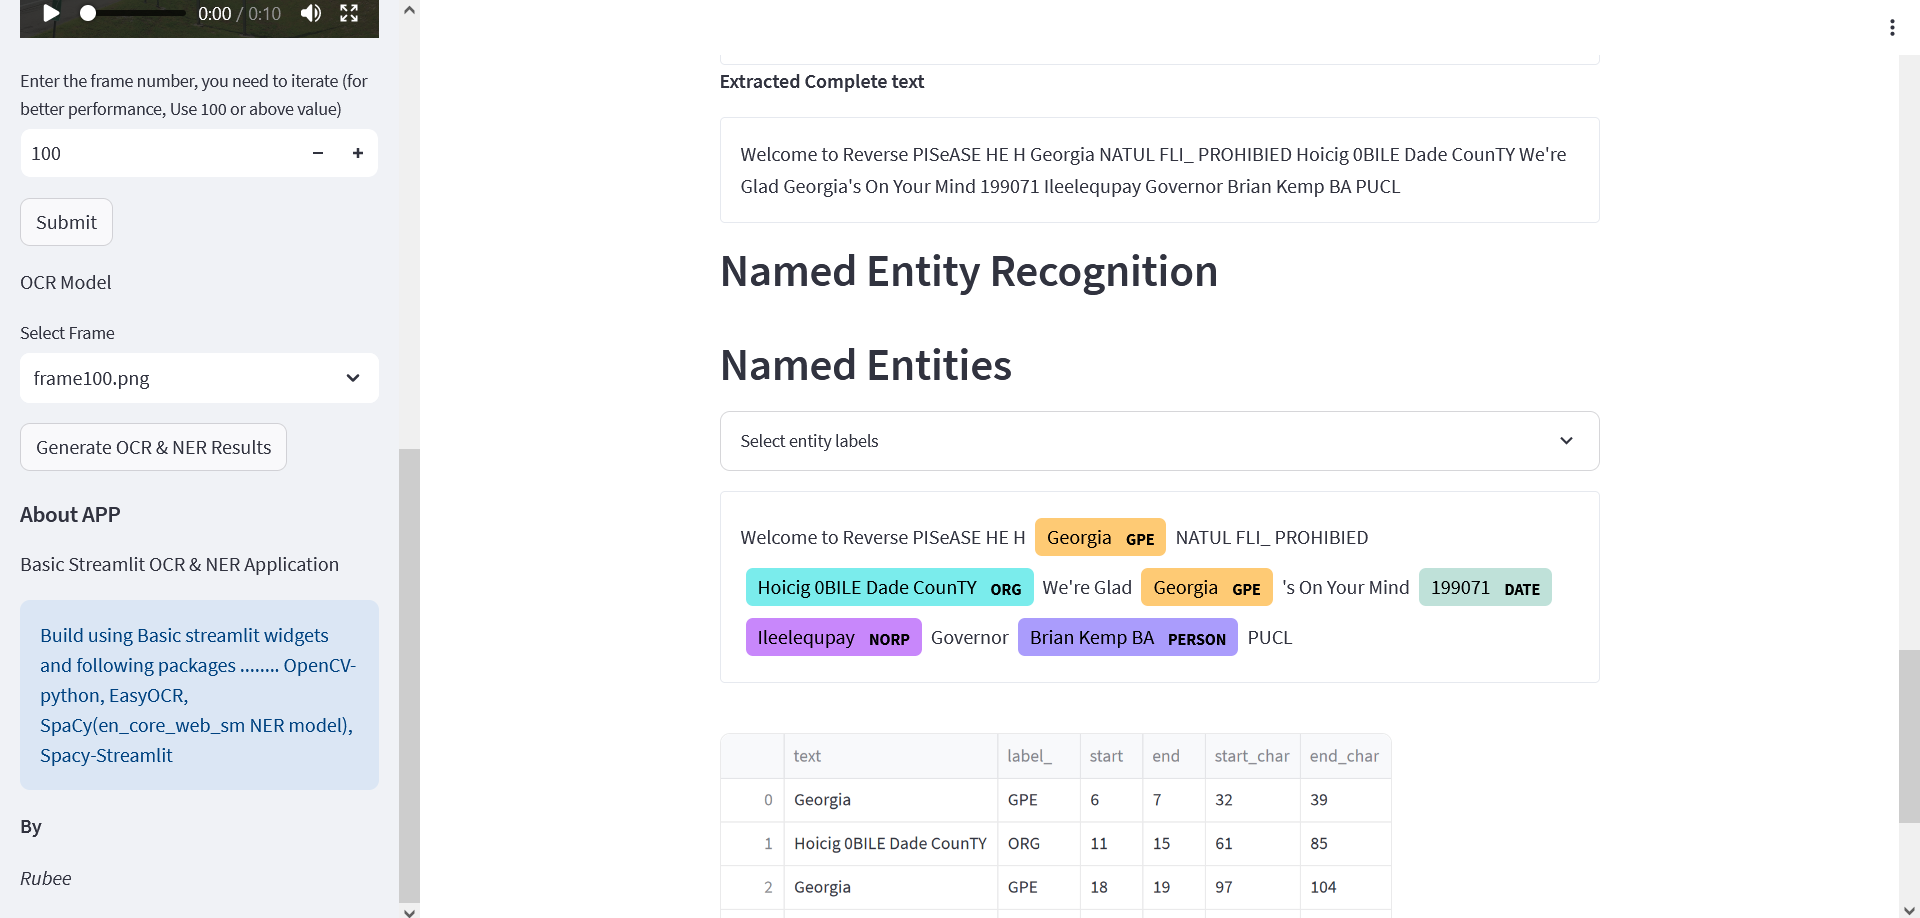 0:00 / 0:10
Enter the frame number, you need to iterate (for
better performance, Use 100 or above value)
100
Submit
OCR Model
Select Frame
frame100.png
Generate OCR & NER Results
About APP
Basic Streamlit OCR & NER Application
Build using Basic streamlit widgets
and following packages ........ OpenCV-
python, EasyOCR,
SpaCy(en_core_web_sm NER model),
Spacy-Streamlit
By
Rubee
Extracted Complete text
Welcome to Reverse PISeASE HE H Georgia NATUL FLI_ PROHIBIED Hoicig 0BILE Dade CounTY We're
Glad Georgia's On Your Mind 199071 Ileelequpay Governor Brian Kemp BA PUCL
Named Entity Recognition
Named Entities
Select entity labels
Welcome to Reverse PISeASE HE H Georgia GPE NATUL FLI_ PROHIBIED
Hoicig 0BILE Dade CounTY ORG We're Glad Georgia GPE 's On Your Mind 199071 DATE
Ileelequpay NORP Governor Brian Kemp BA PERSON PUCL
text label_ start end start_char end_char
0 Georgia GPE 6 7 32 39
1 Hoicig 0BILE Dade CounTY ORG 11 15 61 85
2 Georgia GPE 18 19 97 104